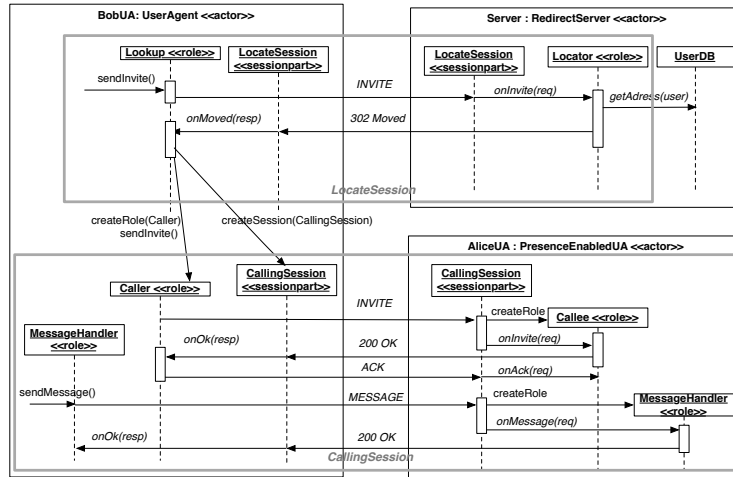 BobUA: UserAgent <<actor>>
Server : RedirectServer <<actor>>
Lookup <<role>>
LocateSession
<<sessionpart>>
LocateSession
<<sessionpart>>
Locator <<role>>
UserDB
sendInvite()
INVITE
onInvite(req)
getAdress(user)
onMoved(resp)
302 Moved
LocateSession
createRole(Caller)
sendInvite()
createSession(CallingSession)
AliceUA : PresenceEnabledUA <<actor>>
Caller <<role>>
CallingSession
<<sessionpart>>
CallingSession
<<sessionpart>>
INVITE
createRole
Callee <<role>>
MessageHandler
<<role>>
onOk(resp)
200 OK
onInvite(req)
ACK
onAck(req)
sendMessage()
MESSAGE
createRole
MessageHandler
<<role>>
onMessage(req)
onOk(resp)
200 OK
CallingSession